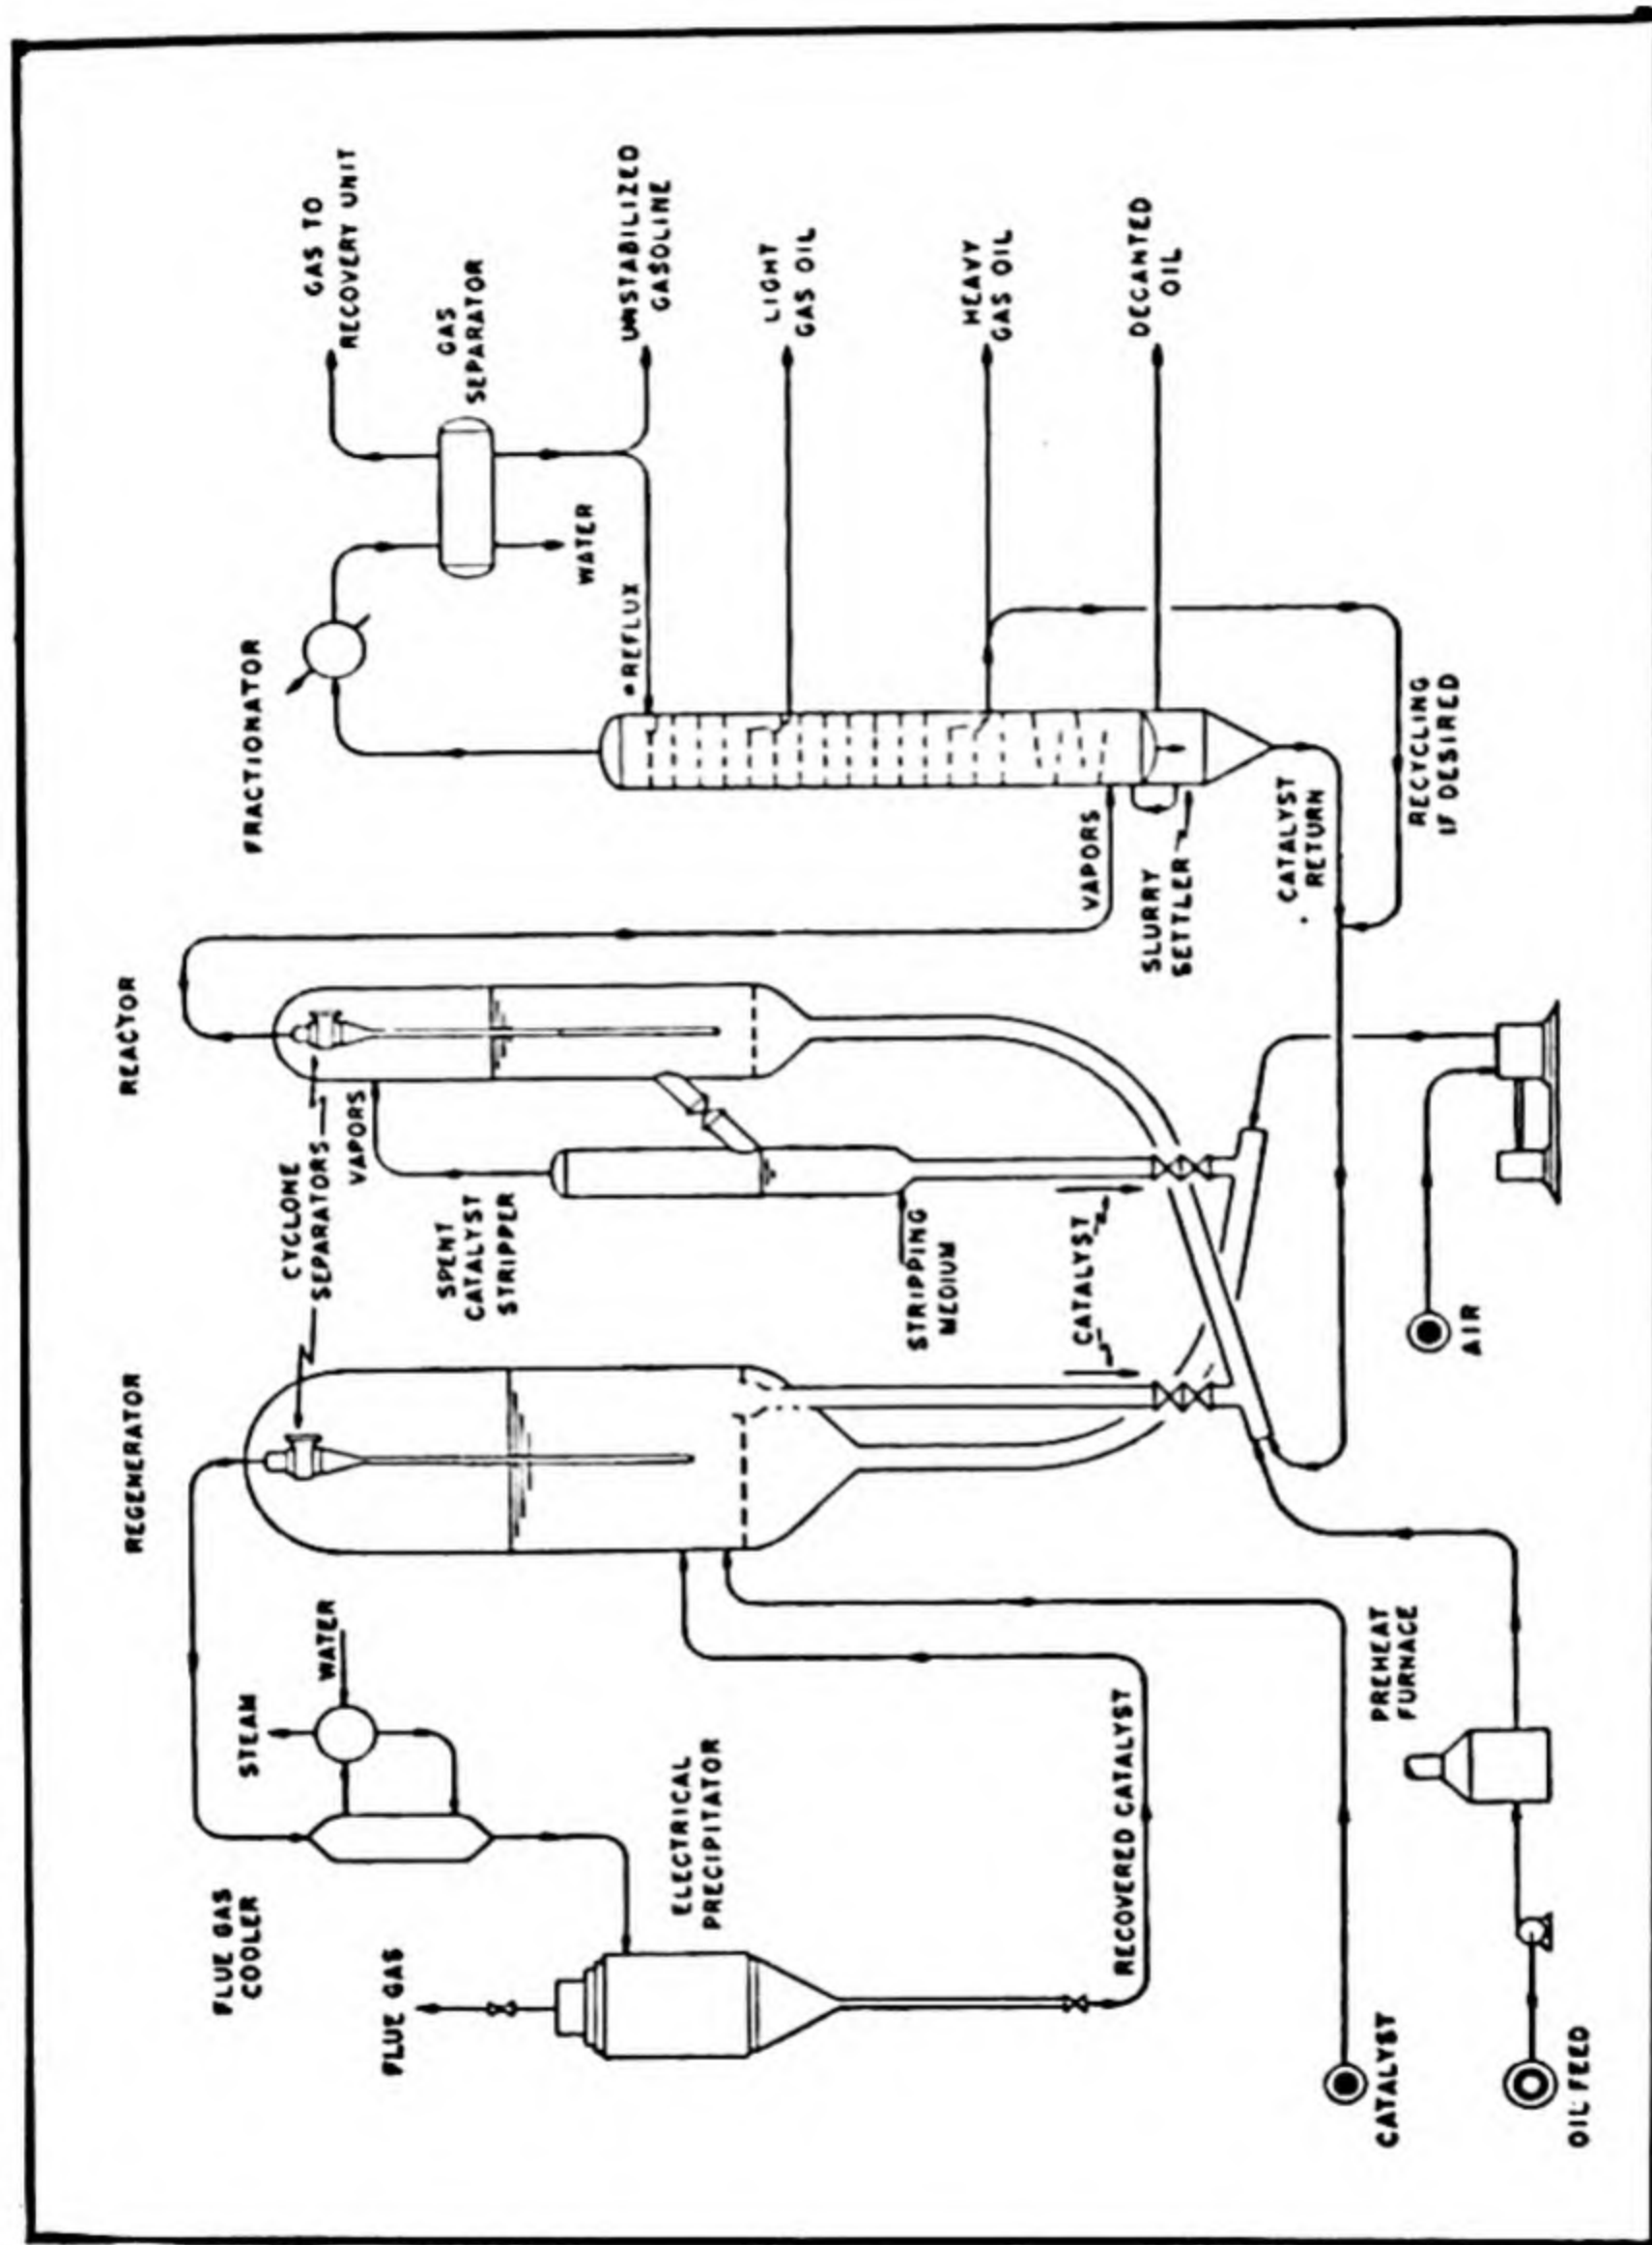 REGENERATOR
REACTOR
FRACTIONATOR
GAS TO
RECOVERY UNIT
GAS
SEPARATOR
UNSTABILIZED
GASOLINE
WATER
REFLUX
LIGHT
GAS OIL
HEAVY
GAS OIL
DECANTED
OIL
RECYCLING
IF DESIRED
CATALYST
RETURN
VAPORS
SLURRY
SETTLER
CYCLONE
SEPARATORS
VAPORS
SPENT
CATALYST
STRIPPER
STRIPPING
MEDIUM
CATALYST
AIR
FLUE GAS
COOLER
STEAM
WATER
FLUE GAS
ELECTRICAL
PRECIPITATOR
RECOVERED CATALYST
PREHEAT
FURNACE
CATALYST
OIL FEED